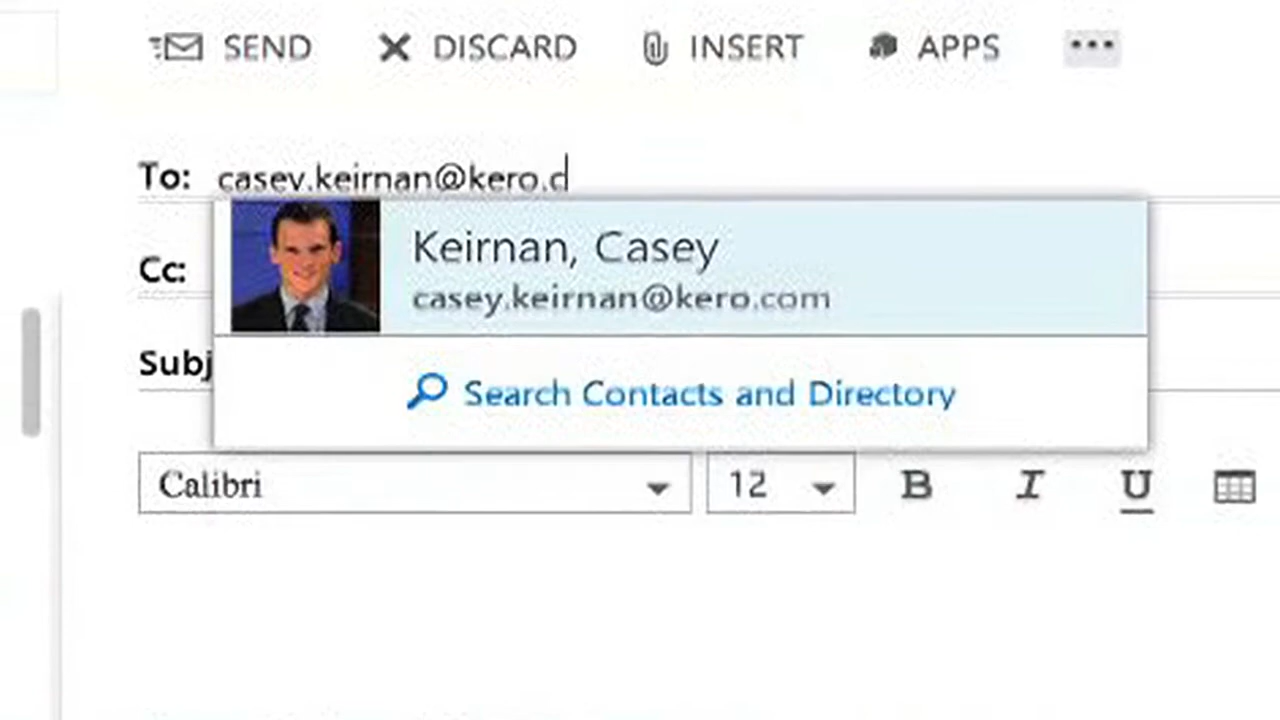 SEND DISCARD INSERT APPS
To: casey.keirnan@kero.c
Keirnan, Casey
casey.keirnan@kero.com
Cc:
Subj
Search Contacts and Directory
Calibri 12 B I U